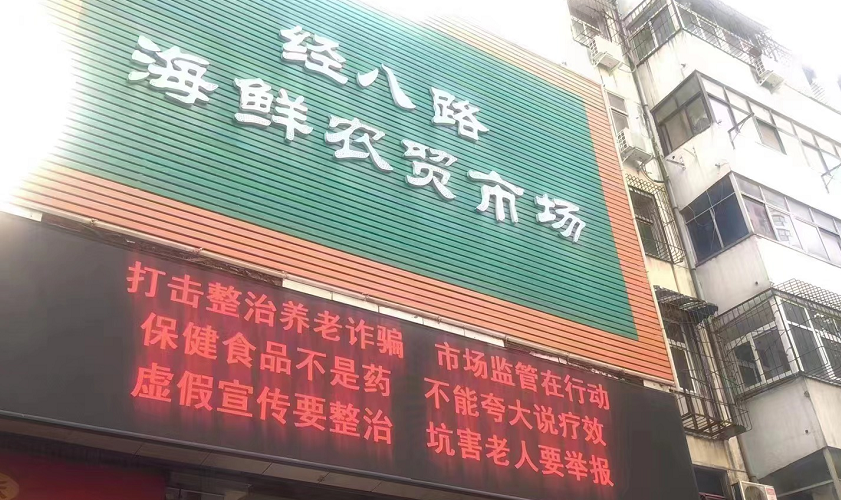 经八路
海鲜农贸市场
打击整治养老诈骗 市场监管在行动
保健食品不是药 不能夸大说疗效
虚假宣传要整治 坑害老人要举报